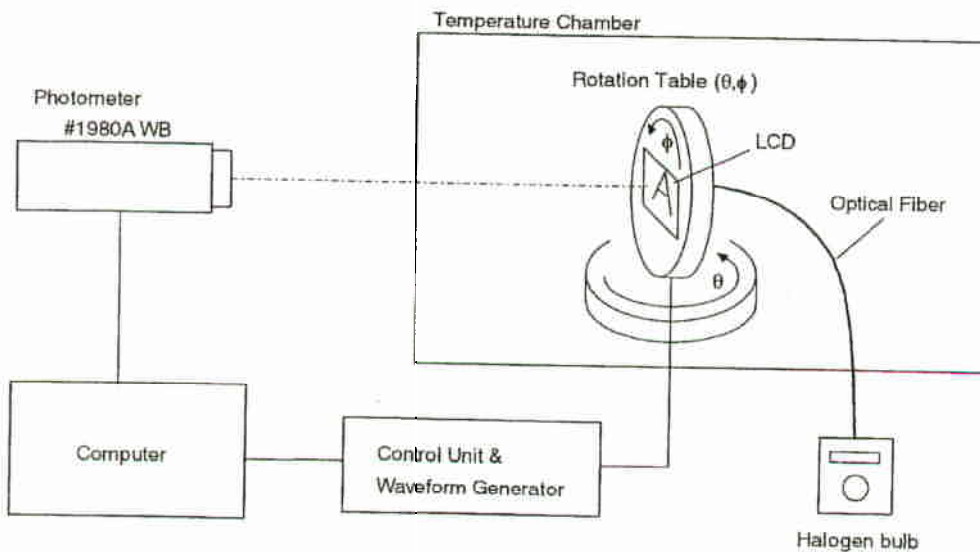 Temperature Chamber
Rotation Table (θ,ϕ)
Photometer
#1980A WB
ϕ
LCD
A
Optical Fiber
θ
Computer
Control Unit &
Waveform Generator
Halogen bulb